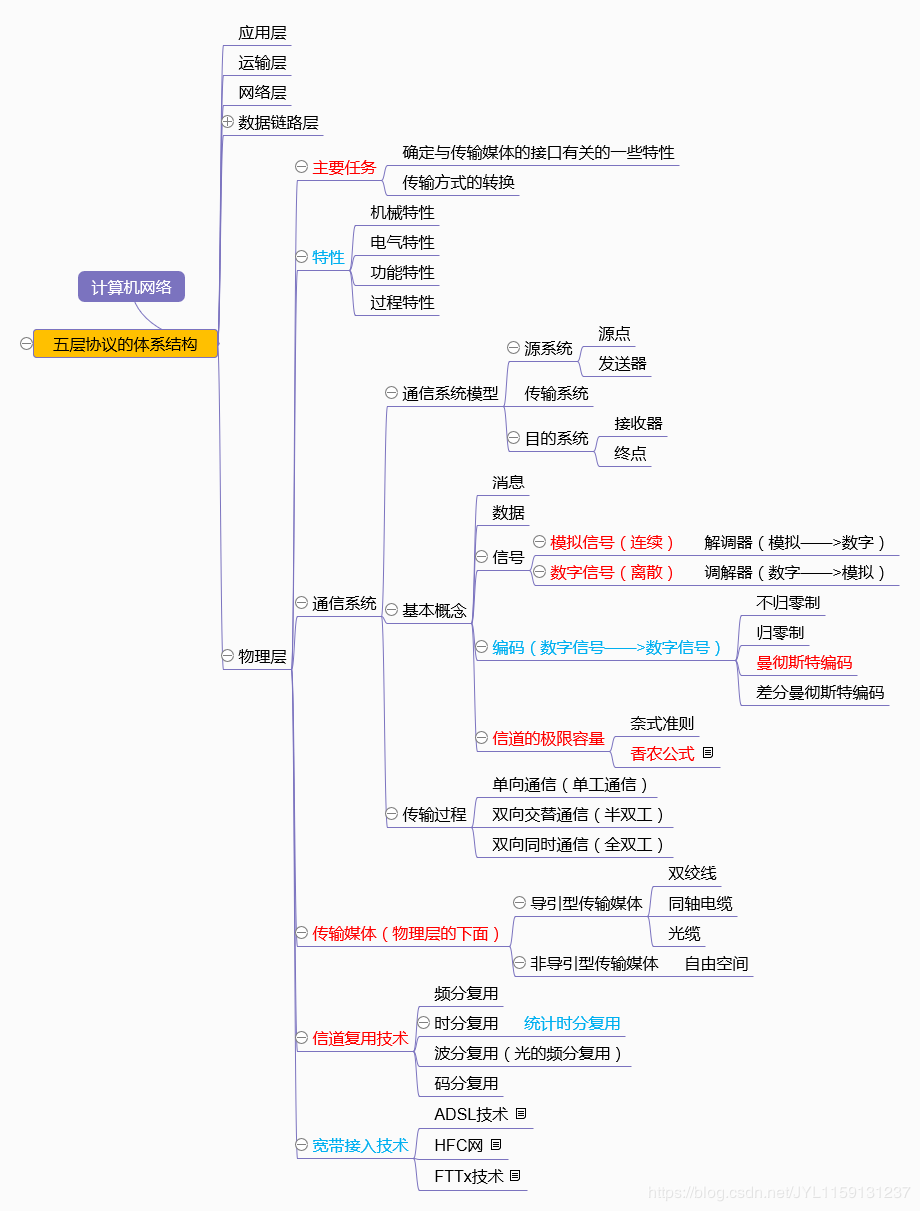 应用层
运输层
网络层
数据链路层
主要任务
确定与传输媒体的接口有关的一些特性
传输方式的转换
特性
机械特性
电气特性
功能特性
过程特性
计算机网络
五层协议的体系结构
通信系统模型
源系统
源点
发送器
传输系统
目的系统
接收器
终点
通信系统
基本概念
消息
数据
信号
模拟信号（连续）
解调器（模拟——>数字）
数字信号（离散）
调解器（数字——>模拟）
编码（数字信号——>数字信号）
不归零制
归零制
曼彻斯特编码
差分曼彻斯特编码
物理层
信道的极限容量
奈式准则
香农公式
传输过程
单向通信（单工通信）
双向交替通信（半双工）
双向同时通信（全双工）
传输媒体（物理层的下面）
导引型传输媒体
双绞线
同轴电缆
光缆
非导引型传输媒体
自由空间
信道复用技术
频分复用
时分复用
统计时分复用
波分复用（光的频分复用）
码分复用
宽带接入技术
ADSL技术
HFC网
FTTx技术
https://blog.csdn.net/JYL1159131237